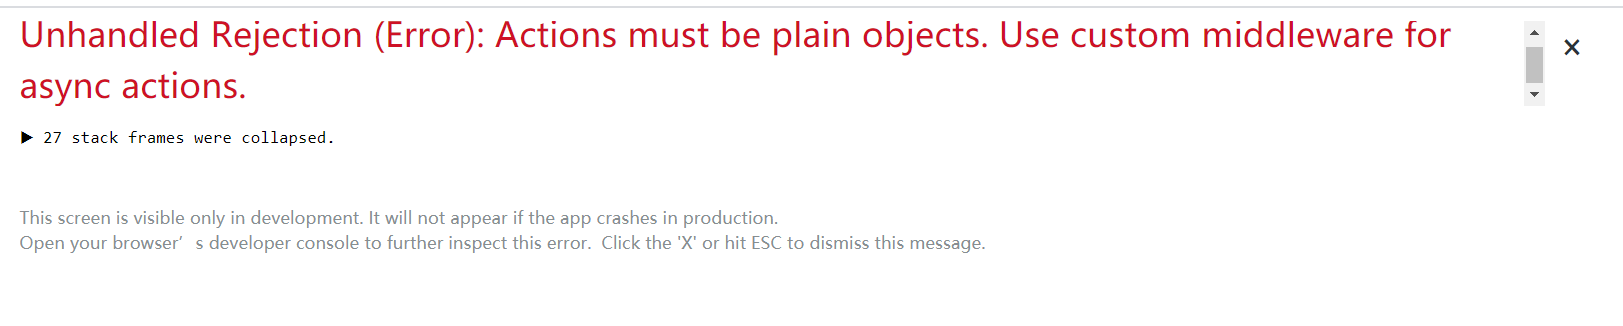 Unhandled Rejection (Error): Actions must be plain objects. Use custom middleware for
async actions.
▶ 27 stack frames were collapsed.
This screen is visible only in development. It will not appear if the app crashes in production.
Open your browser’s developer console to further inspect this error.  Click the 'X' or hit ESC to dismiss this message.